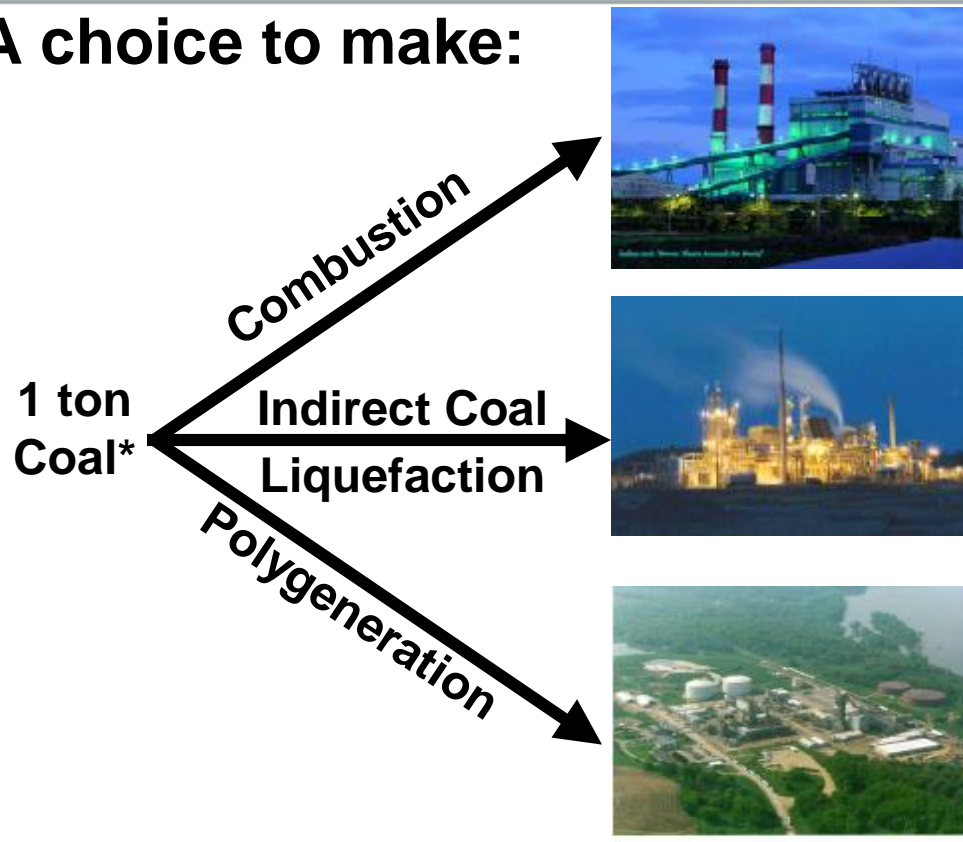 A choice to make:
Combustion
1 ton
Coal*
Indirect Coal
Liquefaction
Polygeneration